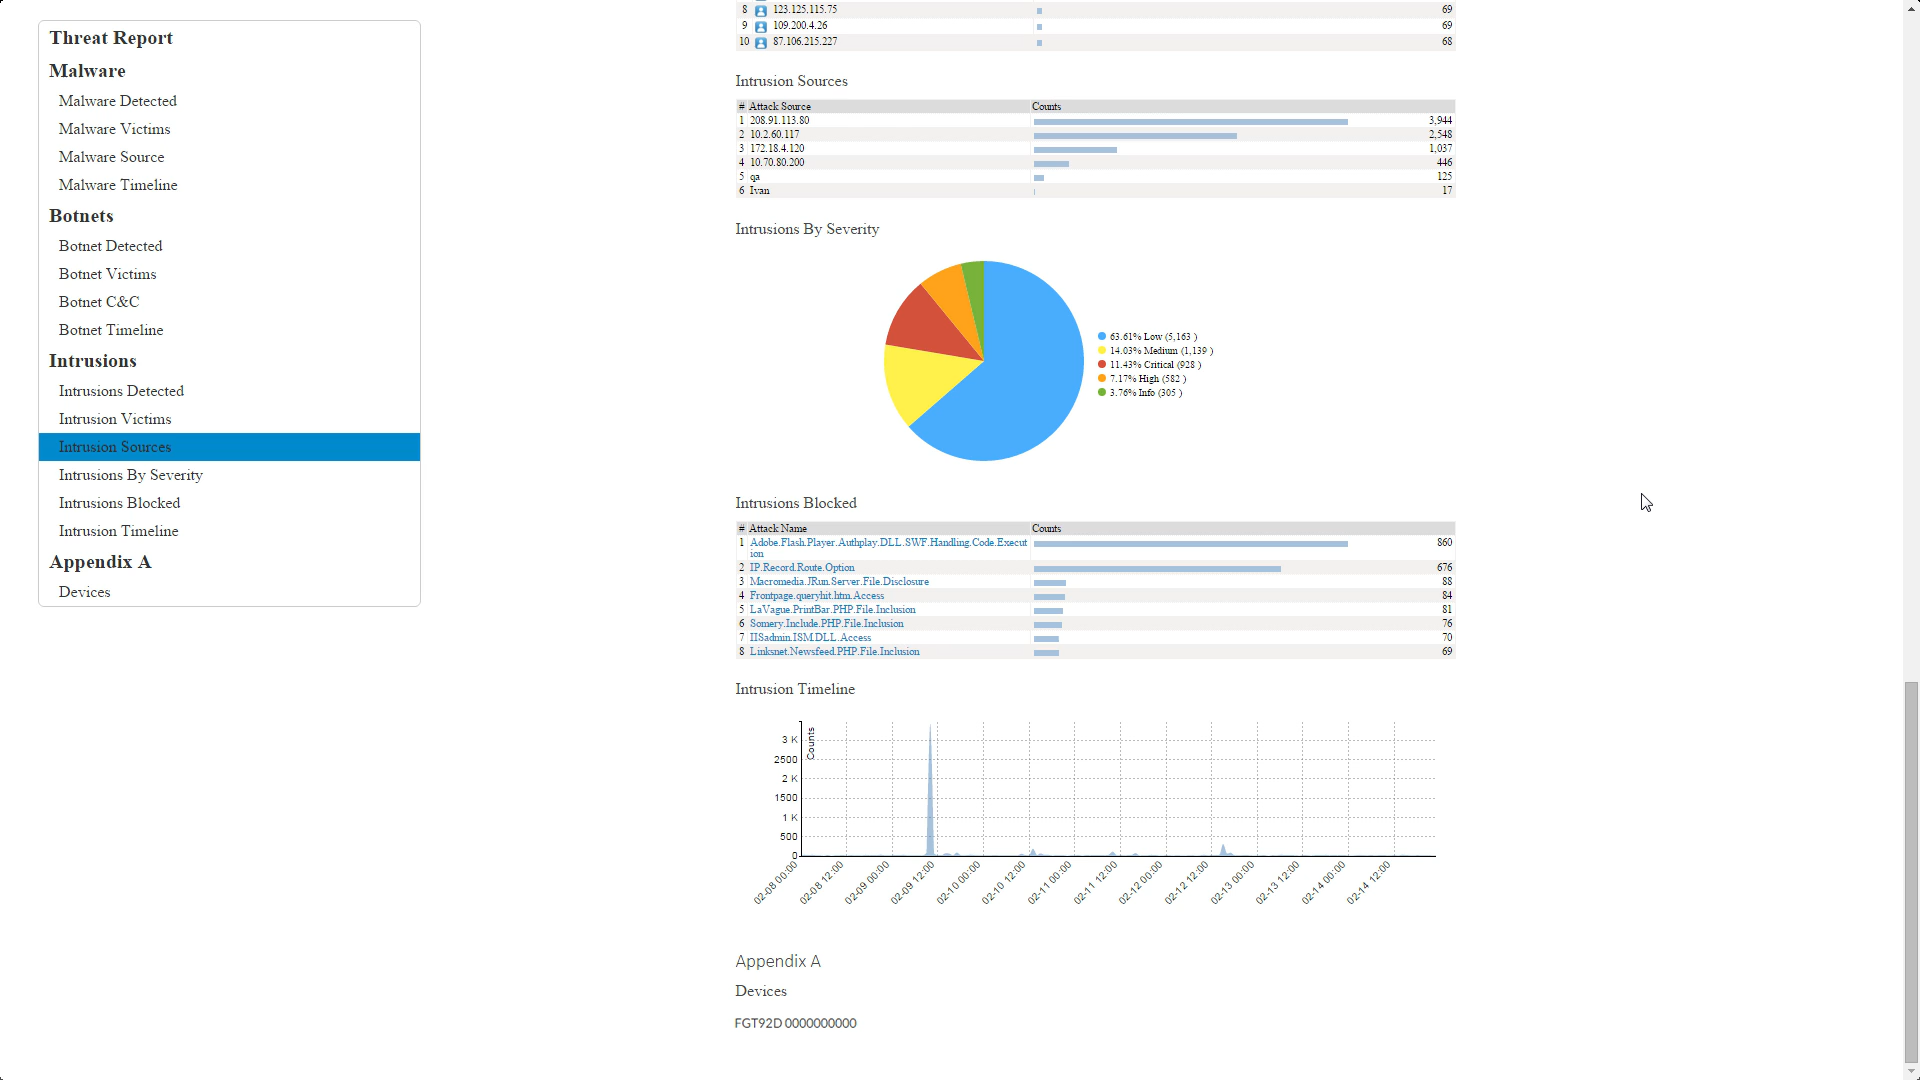 Threat Report
Malware
Malware Detected
Malware Victims
Malware Source
Malware Timeline
Botnets
Botnet Detected
Botnet Victims
Botnet C&C
Botnet Timeline
Intrusions
Intrusions Detected
Intrusion Victims
Intrusion Sources
Intrusions By Severity
Intrusions Blocked
Intrusion Timeline
Appendix A
Devices
8 123.125.115.75 69
9 109.200.4.26 69
10 87.106.215.227 68
Intrusion Sources
# Attack Source Counts
1 208.91.113.80 3,944
2 10.2.60.117 2,548
3 172.18.4.120 1,037
4 10.70.80.200 446
5 qa 125
6 Ivan 17
Intrusions By Severity
63.61% Low (5,163 )
14.03% Medium (1,139 )
11.43% Critical (928 )
7.17% High (582 )
3.76% Info (305 )
Intrusions Blocked
# Attack Name Counts
1 Adobe.Flash.Player.Authplay.DLL.SWF.Handling.Code.Execut 860
ion
2 IP.Record.Route.Option 676
3 Macromedia.JRun.Server.File.Disclosure 88
4 Frontpage.queryhit.htm.Access 84
5 LaVague.PrintBar.PHP.File.Inclusion 81
6 Somery.Include.PHP.File.Inclusion 76
7 IISadmin.ISM.DLL.Access 70
8 Linksnet.Newsfeed.PHP.File.Inclusion 69
Intrusion Timeline
Counts
3 K
2500
2 K
1500
1 K
500
0
02-08 00:00 02-08 12:00 02-09 00:00 02-09 12:00 02-10 00:00 02-10 12:00 02-11 00:00 02-11 12:00 02-12 00:00 02-12 12:00 02-13 00:00 02-13 12:00 02-14 00:00 02-14 12:00
Appendix A
Devices
FGT92D 0000000000